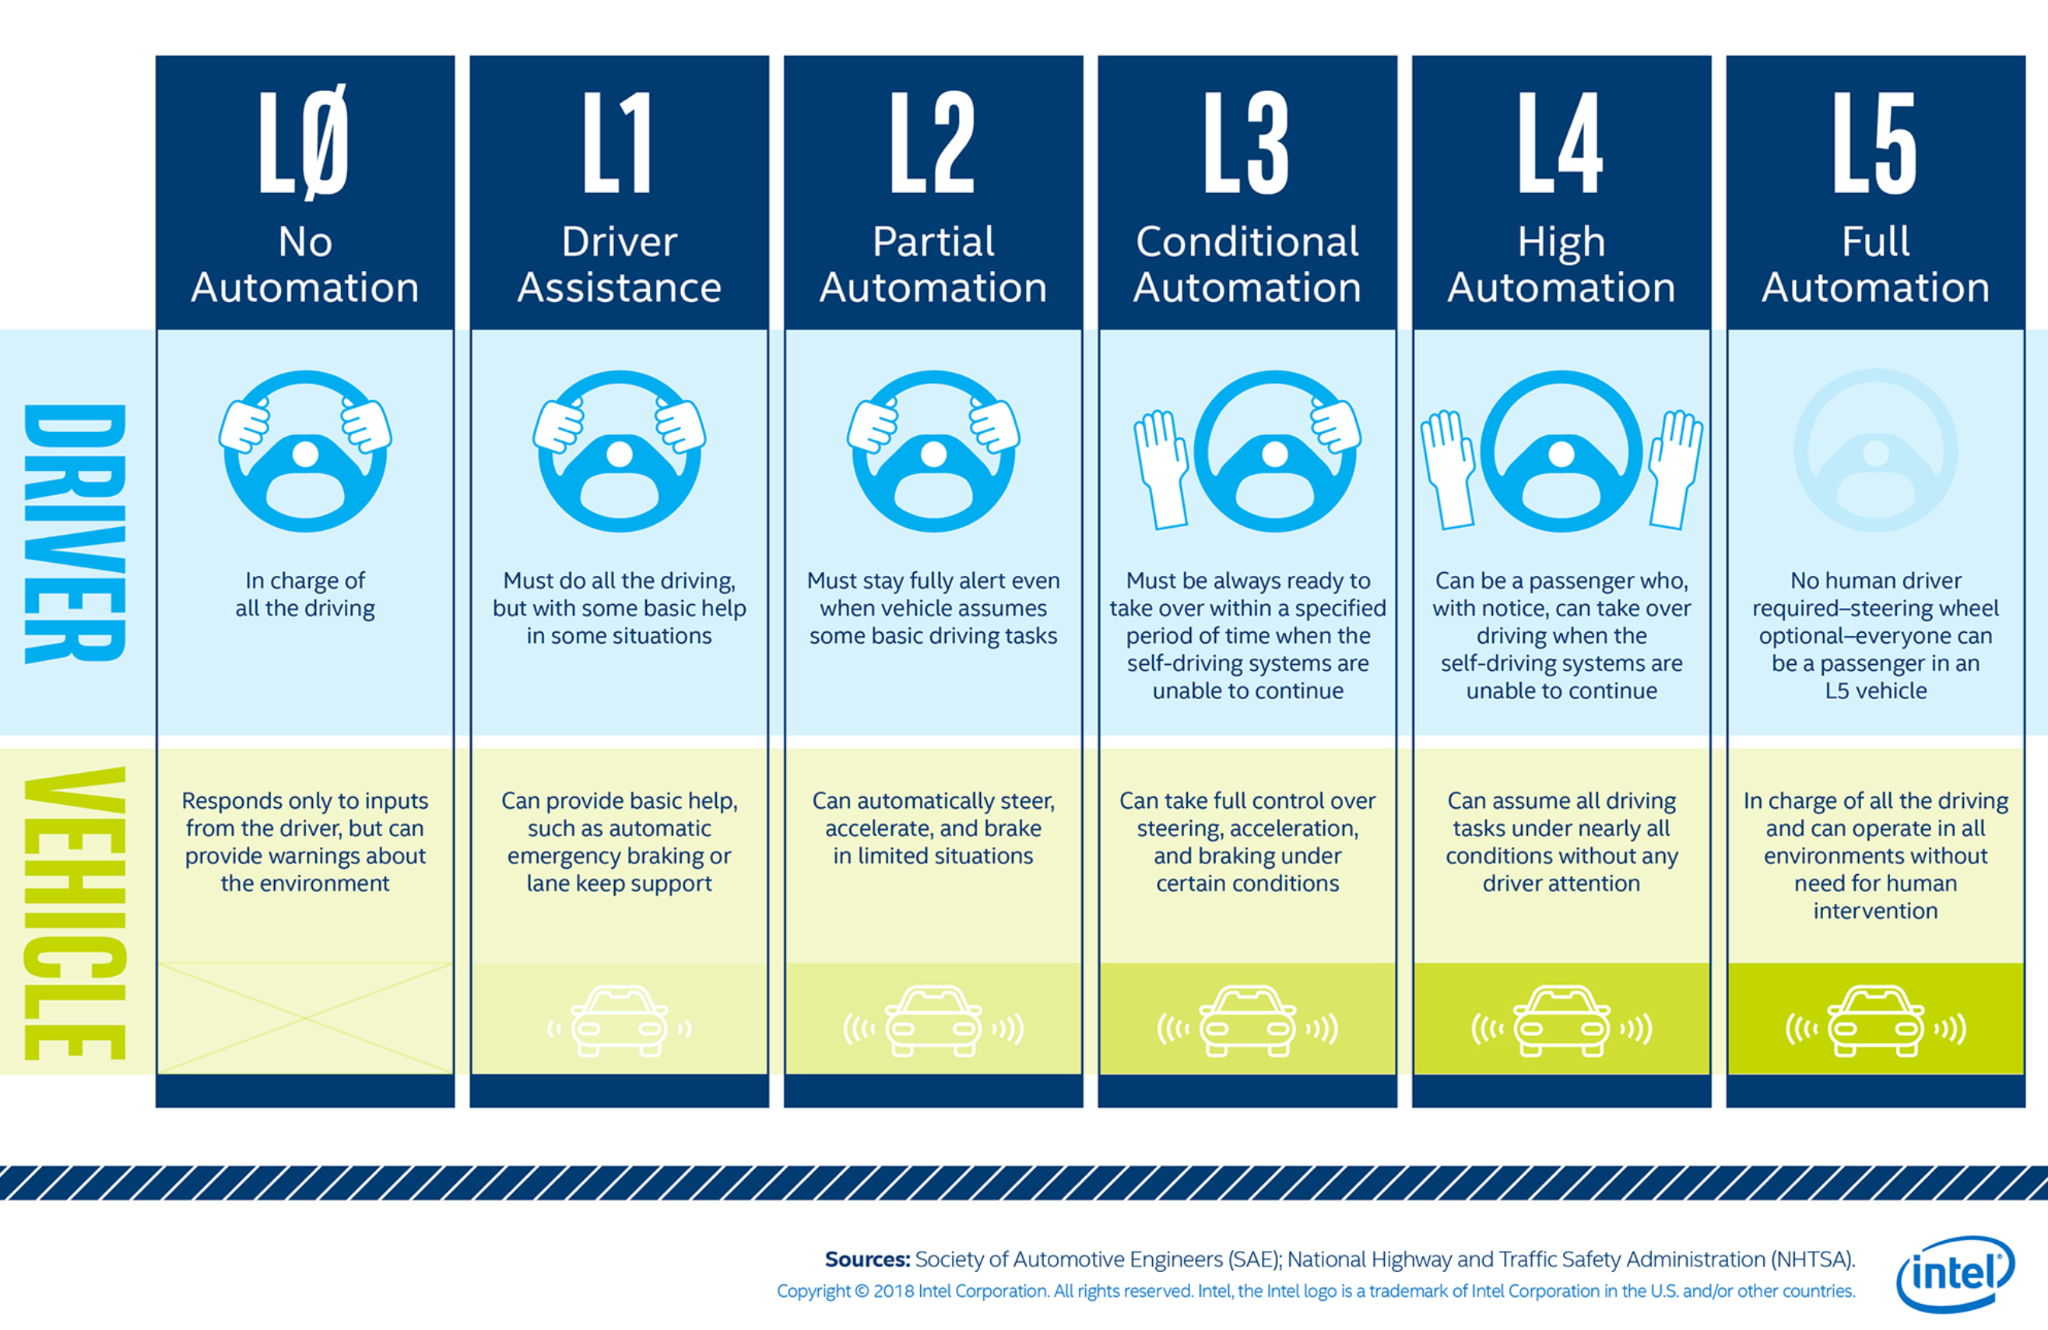 LØ
No
Automation
L1
Driver
Assistance
L2
Partial
Automation
L3
Conditional
Automation
L4
High
Automation
L5
Full
Automation
DRIVER
In charge of
all the driving
Must do all the driving,
but with some basic help
in some situations
Must stay fully alert even
when vehicle assumes
some basic driving tasks
Must be always ready to
take over within a specified
period of time when the
self-driving systems are
unable to continue
Can be a passenger who,
with notice, can take over
driving when the
self-driving systems are
unable to continue
No human driver
required–steering wheel
optional–everyone can
be a passenger in an
L5 vehicle
VEHICLE
Responds only to inputs
from the driver, but can
provide warnings about
the environment
Can provide basic help,
such as automatic
emergency braking or
lane keep support
Can automatically steer,
accelerate, and brake
in limited situations
Can take full control over
steering, acceleration,
and braking under
certain conditions
Can assume all driving
tasks under nearly all
conditions without any
driver attention
In charge of all the driving
and can operate in all
environments without
need for human
intervention
Sources: Society of Automotive Engineers (SAE); National Highway and Traffic Safety Administration (NHTSA).
Copyright © 2018 Intel Corporation. All rights reserved. Intel, the Intel logo is a trademark of Intel Corporation in the U.S. and/or other countries.
intel®